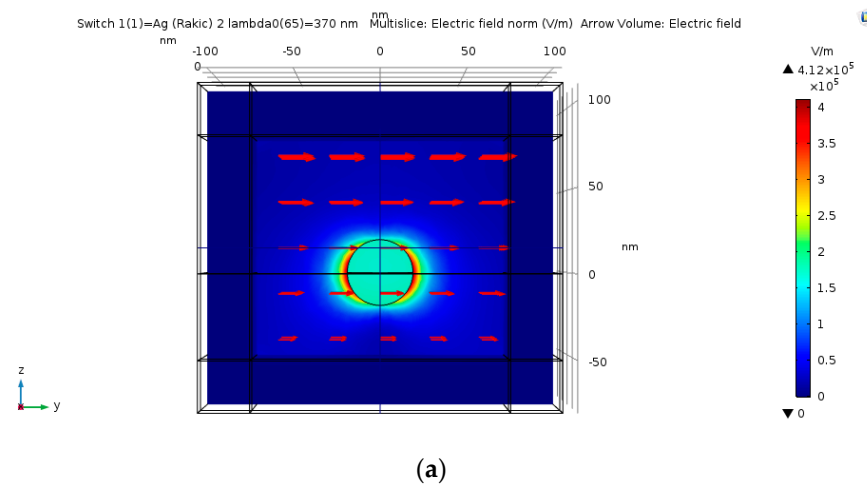 Switch 1(1)=Ag (Rakic) 2 lambda0(65)=370 nm Multislice: Electric field norm (V/m) Arrow Volume: Electric field
nm
nm
-100 -50 0 50 100
0
V/m
▲ 4.12×10⁵
×10⁵
4
3.5
3
2.5
2
1.5
1
0.5
0
▼ 0
100
50
nm
0
-50
z
y
(a)